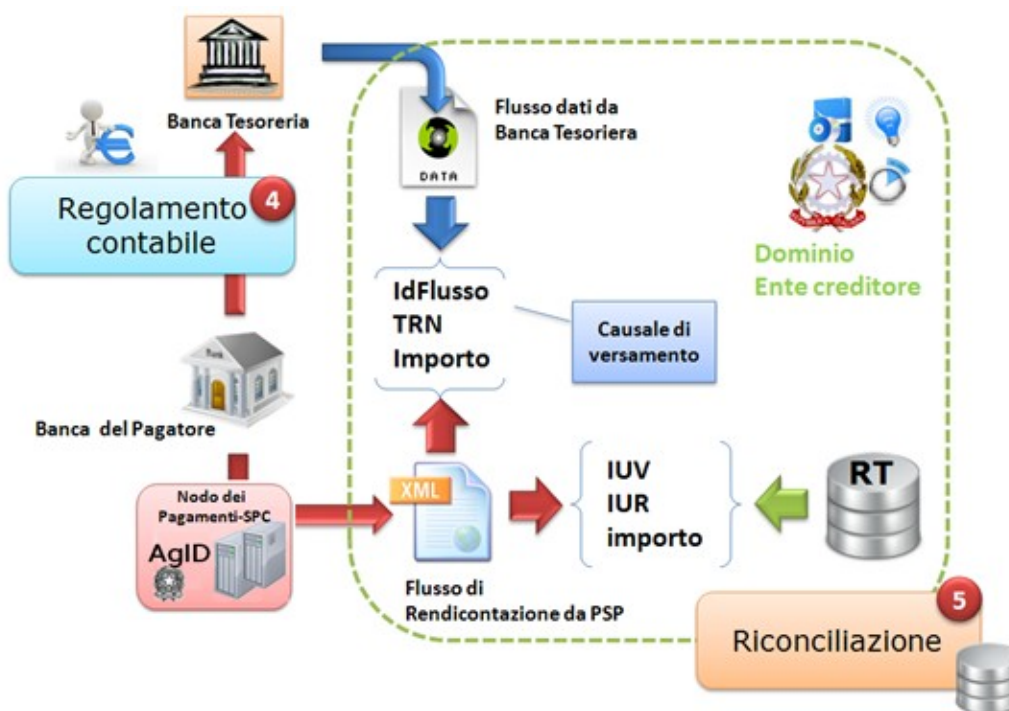 Banca Tesoreria
Regolamento
contabile
4
Banca del Pagatore
Nodo dei
Pagamenti-SPC
AgID
Flusso dati da
Banca Tesoriera
DATA
IdFlusso
TRN
Importo
Causale di
versamento
Dominio
Ente creditore
XML
Flusso di
Rendicontazione da PSP
IUV
IUR
importo
RT
5
Riconciliazione